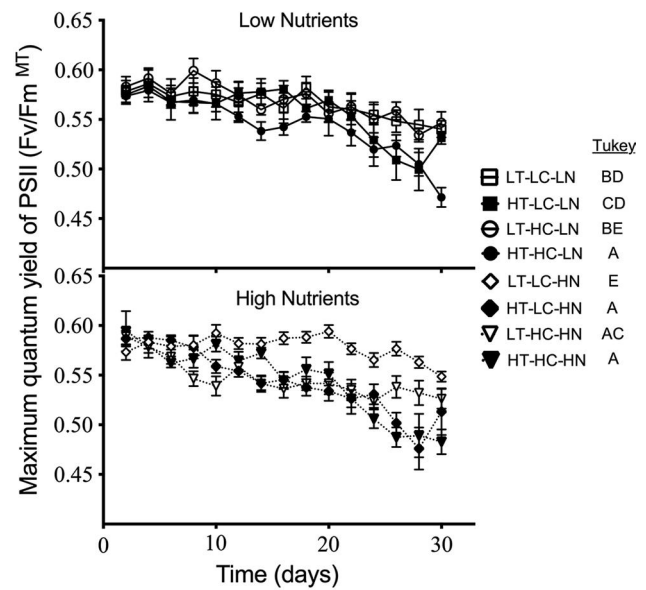 Low Nutrients
0.65
0.60
0.55
0.50
0.45
Maximum quantum yield of PSII (Fv/Fm MT)
High Nutrients
0.65
0.60
0.55
0.50
0.45
0 10 20 30
Time (days)
Tukey
LT-LC-LN BD
HT-LC-LN CD
LT-HC-LN BE
HT-HC-LN A
LT-LC-HN E
HT-LC-HN A
LT-HC-HN AC
HT-HC-HN A